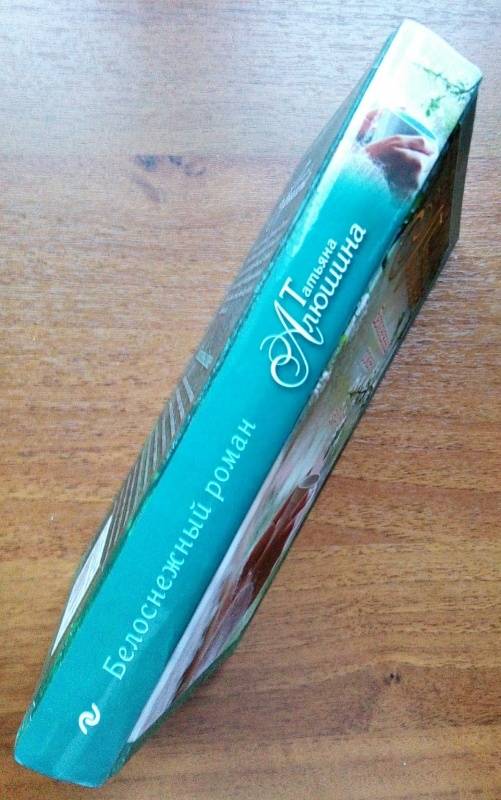 Белоснежный роман
Татьяна
Алюшина